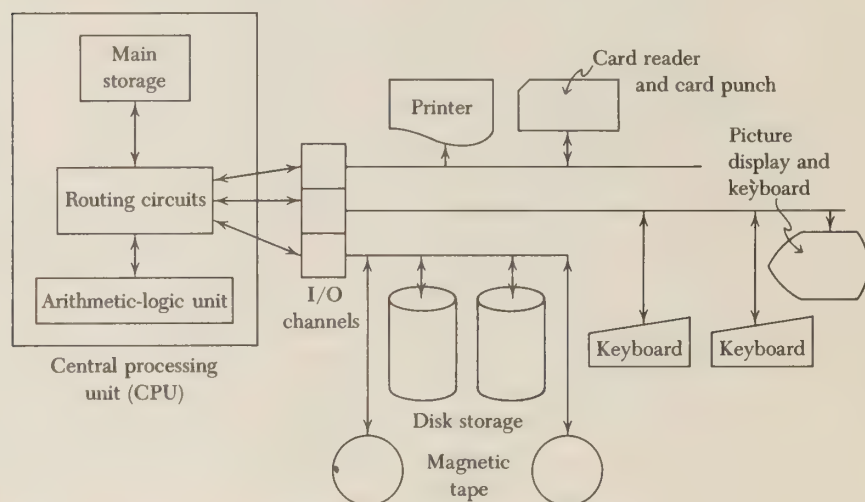 Main
storage
Routing circuits
Arithmetic-logic unit
Central processing
unit (CPU)
I/O
channels
Printer
Card reader
and card punch
Picture
display and
keyboard
Keyboard
Keyboard
Disk storage
Magnetic
tape